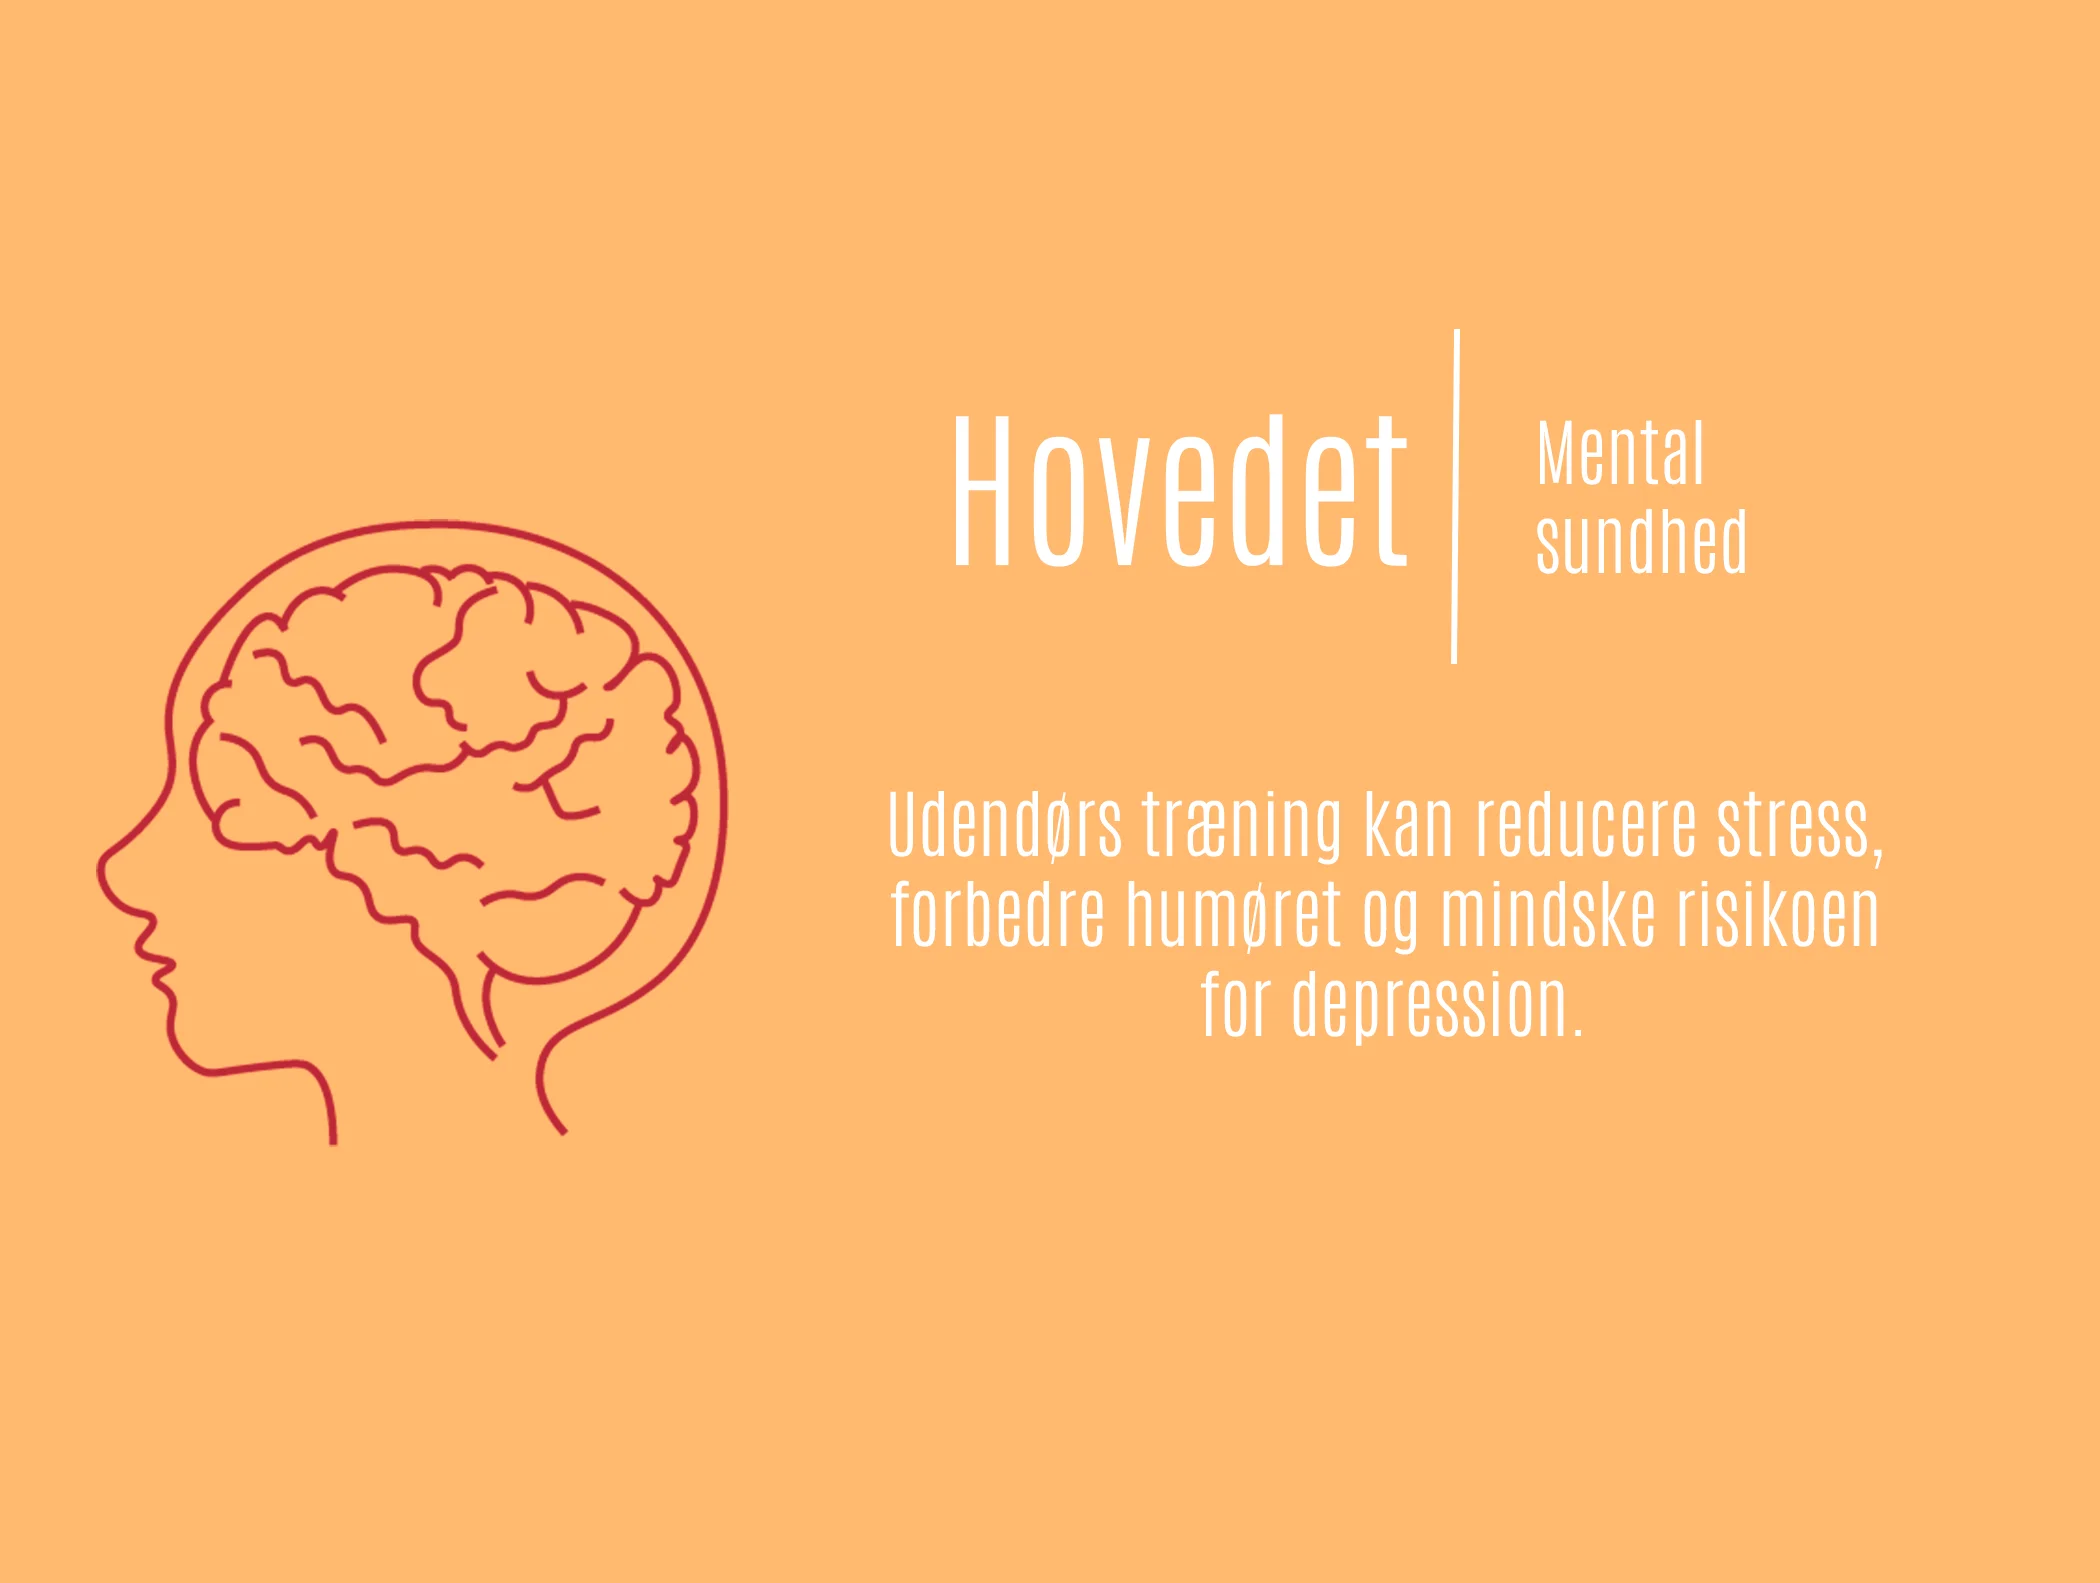 Hovedet
Mental
sundhed
Udendørs træning kan reducere stress,
forbedre humøret og mindske risikoen
for depression.